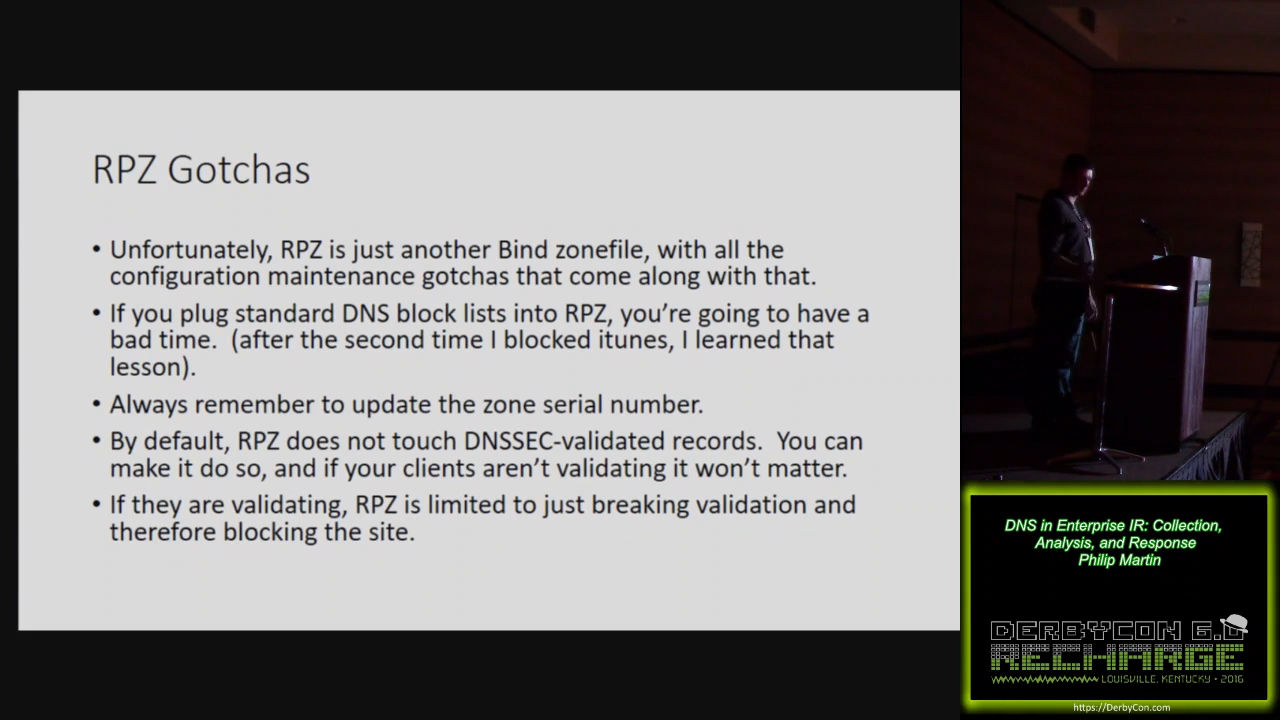 RPZ Gotchas
• Unfortunately, RPZ is just another Bind zonefile, with all the
configuration maintenance gotchas that come along with that.
• If you plug standard DNS block lists into RPZ, you’re going to have a
bad time.  (after the second time I blocked itunes, I learned that
lesson).
• Always remember to update the zone serial number.
• By default, RPZ does not touch DNSSEC-validated records.  You can
make it do so, and if your clients aren’t validating it won’t matter.
• If they are validating, RPZ is limited to just breaking validation and
therefore blocking the site.
DNS in Enterprise IR: Collection,
Analysis, and Response
Philip Martin
DERBYCON 6.0
RECHARGE
LOUISVILLE, KENTUCKY • 2016
https://DerbyCon.com